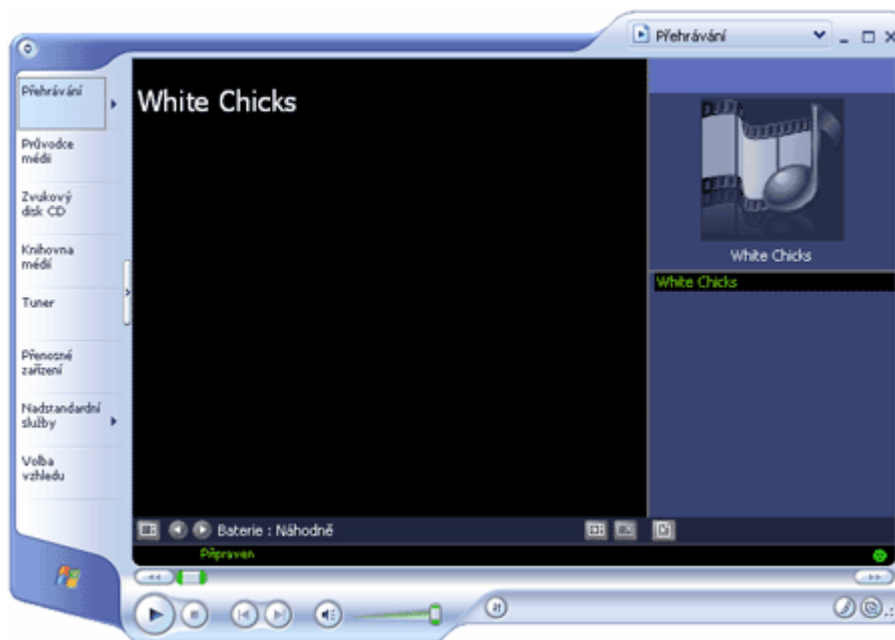 Přehrávání
Přehrávání
Průvodce
médii
Zvukový
disk CD
Knihovna
médií
Tuner
Přenosné
zařízení
Nadstandardní
služby
Volba
vzhledu
White Chicks
White Chicks
White Chicks
Baterie : Náhodně
Připraven